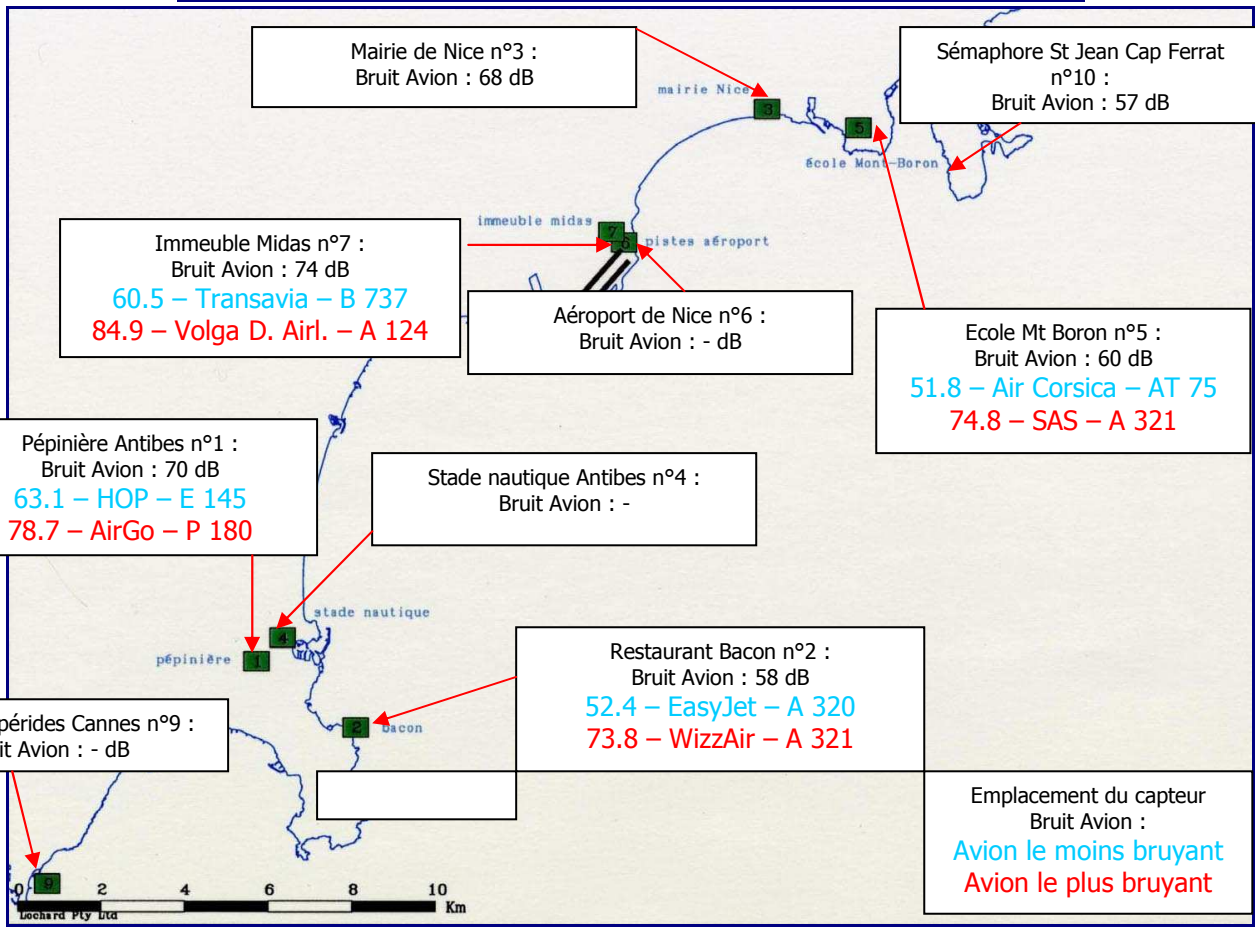 Mairie de Nice n°3 :
Bruit Avion : 68 dB
Sémaphore St Jean Cap Ferrat
n°10 :
Bruit Avion : 57 dB
mairie Nice
3
5
école Mont-Boron
immeuble midas
7
6
pistes aéroport
Immeuble Midas n°7 :
Bruit Avion : 74 dB
60.5 – Transavia – B 737
84.9 – Volga D. Airl. – A 124
Aéroport de Nice n°6 :
Bruit Avion : - dB
Ecole Mt Boron n°5 :
Bruit Avion : 60 dB
51.8 – Air Corsica – AT 75
74.8 – SAS – A 321
Pépinière Antibes n°1 :
Bruit Avion : 70 dB
63.1 – HOP – E 145
78.7 – AirGo – P 180
Stade nautique Antibes n°4 :
Bruit Avion : -
stade nautique
4
pépinière
1
Restaurant Bacon n°2 :
Bruit Avion : 58 dB
52.4 – EasyJet – A 320
73.8 – WizzAir – A 321
2
bacon
pérides Cannes n°9 :
it Avion : - dB
Emplacement du capteur
Bruit Avion :
Avion le moins bruyant
Avion le plus bruyant
9
0 2 4 6 8 10
Km
Lochard Pty Ltd